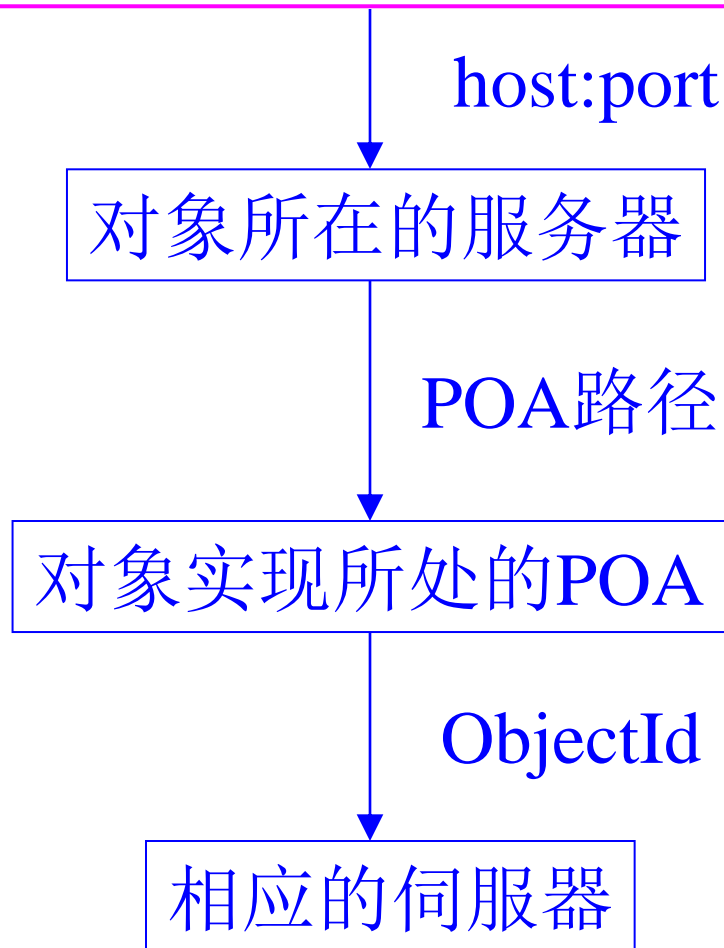 host:port
对象所在的服务器
POA路径
对象实现所处的POA
ObjectId
相应的伺服器